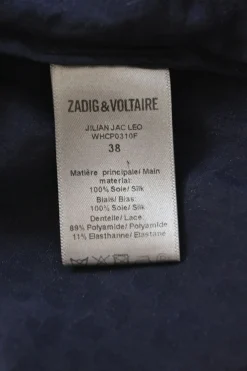 ZADIG & VOLTAIRE
JILIAN JAC LEO
WHCP0310F
38
Matière principale/ Main
material:
100% Soie/ Silk
Biais/ Bias:
100% Soie/ Silk
Dentelle/ Lace:
89% Polyamide/ Polyamide
11% Elasthanne/ Elastane